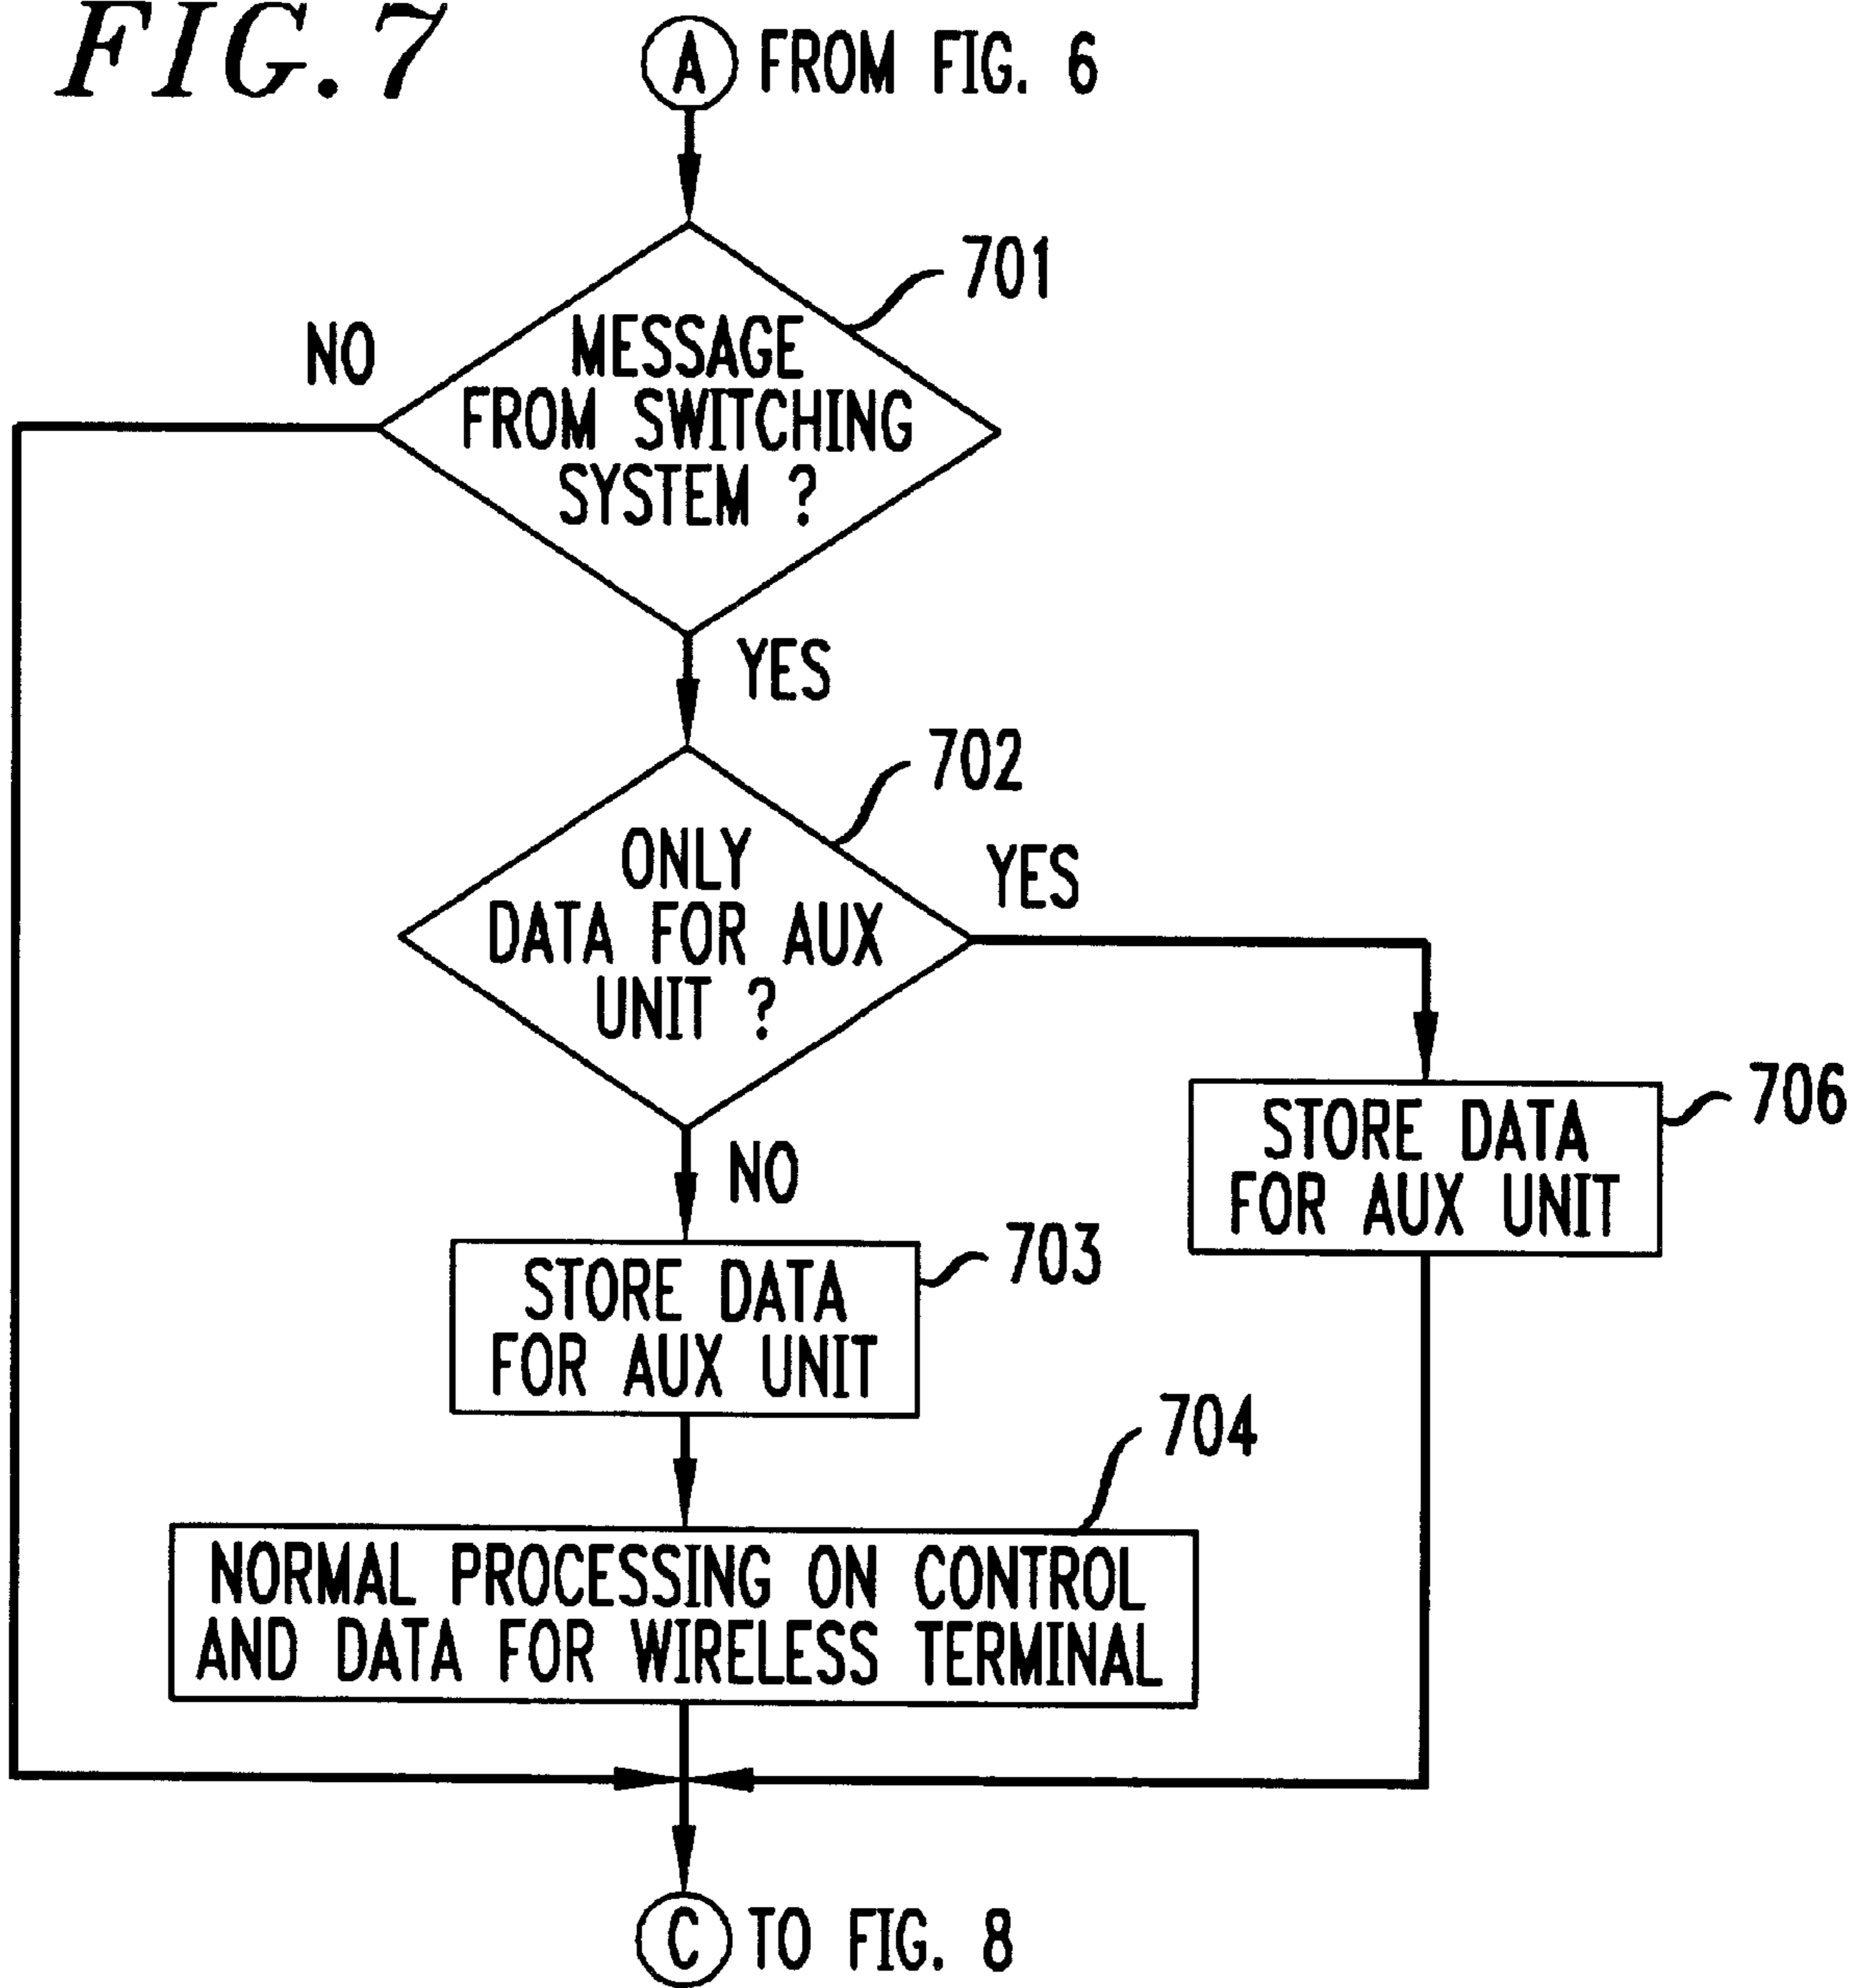 FIG. 7
A FROM FIG. 6
701
MESSAGE
FROM SWITCHING
SYSTEM ?
NO
YES
702
ONLY
DATA FOR AUX
UNIT ?
YES
NO
706
STORE DATA
FOR AUX UNIT
703
STORE DATA
FOR AUX UNIT
704
NORMAL PROCESSING ON CONTROL
AND DATA FOR WIRELESS TERMINAL
C TO FIG. 8